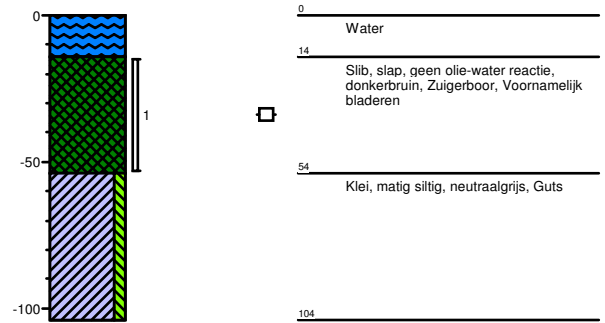 0
-50
-100
1
0
Water
14
Slib, slap, geen olie-water reactie,
donkerbruin, Zuigerboor, Voornamelijk
bladeren
54
Klei, matig siltig, neutraalgrijs, Guts
104